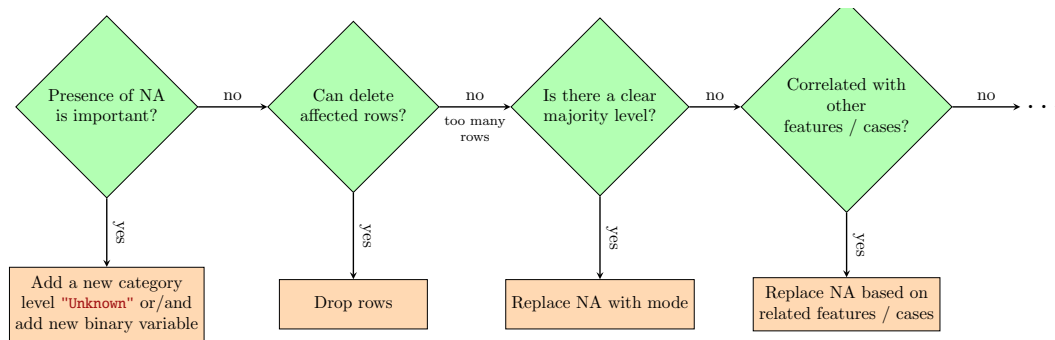 Presence of NA
is important?
no
Can delete
affected rows?
no
too many
rows
Is there a clear
majority level?
no
Correlated with
other
features / cases?
no
yes
yes
yes
yes
Add a new category
level "Unknown" or/and
add new binary variable
Drop rows
Replace NA with mode
Replace NA based on
related features / cases